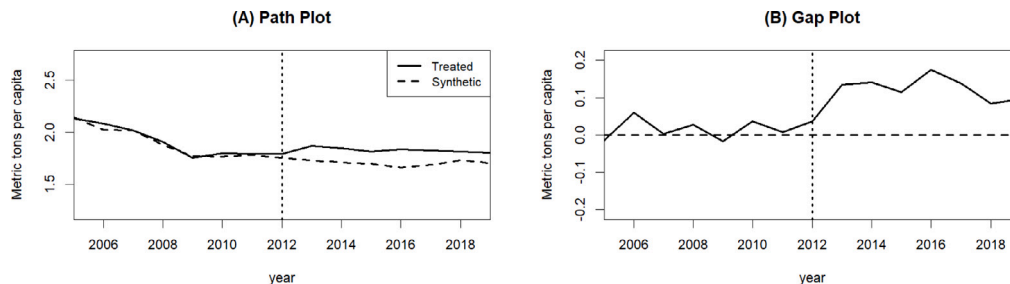 (A) Path Plot
Metric tons per capita
2.5
2.0
1.5
Treated
Synthetic
2006 2008 2010 2012 2014 2016 2018
year
(B) Gap Plot
Metric tons per capita
0.2
0.1
0.0
-0.1
-0.2
2006 2008 2010 2012 2014 2016 2018
year